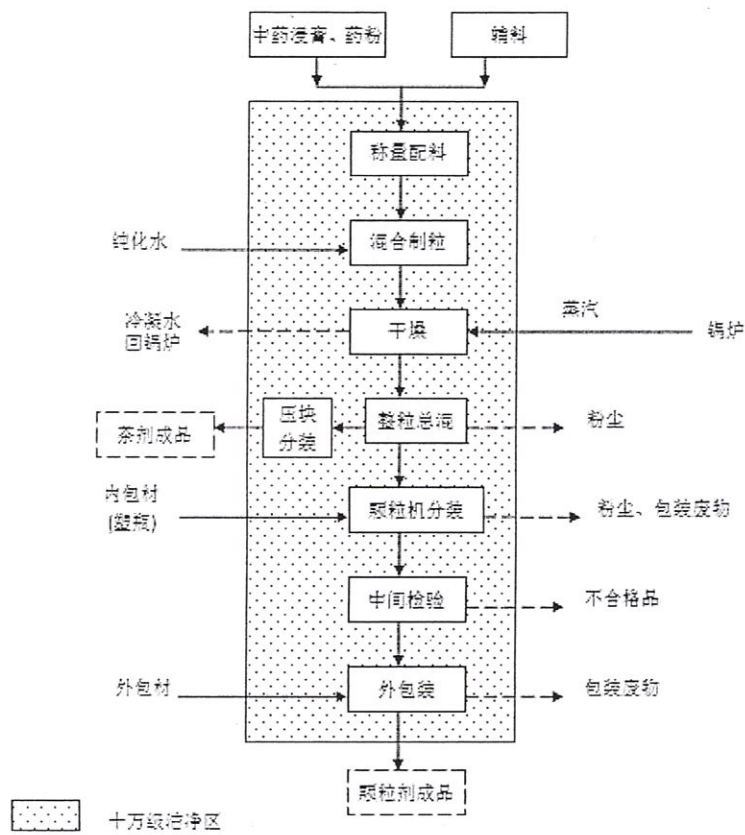 中药浸膏、药粉
辅料
称量配料
纯化水
混合制粒
冷凝水
回锅炉
干燥
蒸汽
锅炉
茶剂成品
压块
分装
整粒总混
粉尘
内包材
(塑瓶)
颗粒机分装
粉尘、包装废物
中间检验
不合格品
外包材
外包装
包装废物
颗粒剂成品
十万级洁净区